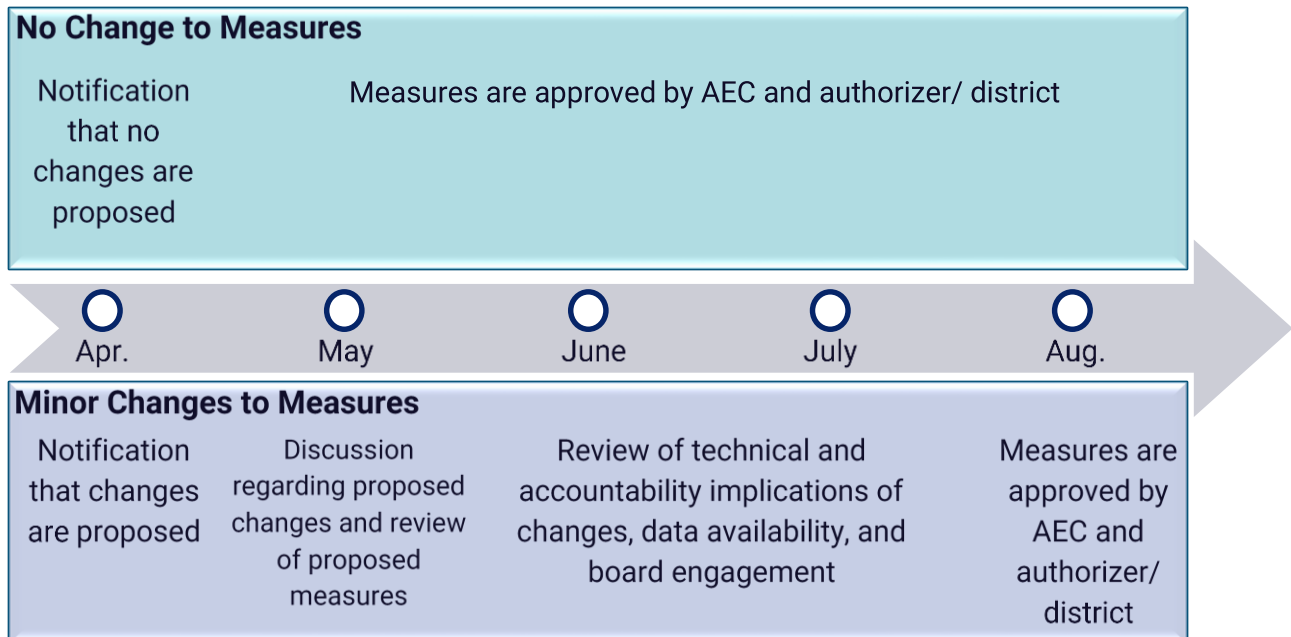 No Change to Measures
Notification
that no
changes are
proposed
Measures are approved by AEC and authorizer/ district
Apr.
May
June
July
Aug.
Minor Changes to Measures
Notification
that changes
are proposed
Discussion
regarding proposed
changes and review
of proposed
measures
Review of technical and
accountability implications of
changes, data availability, and
board engagement
Measures are
approved by
AEC and
authorizer/
district